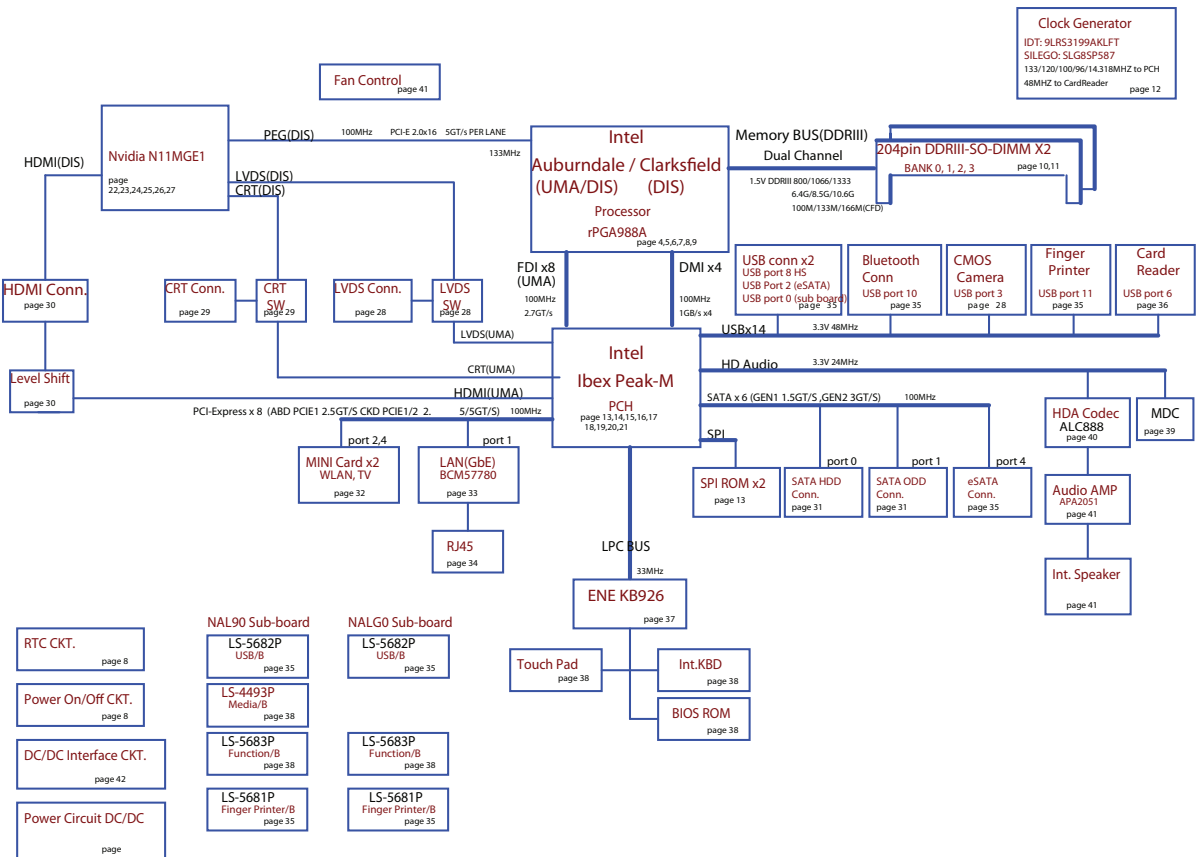 Clock Generator
IDT: 9LRS3199AKLFT
SILEGO: SLG8SP587
133/120/100/96/14.318MHZ to PCH
48MHZ to CardReader
page 12
Fan Control
page 41
Nvidia N11MGE1
page
22,23,24,25,26,27
HDMI(DIS)
PEG(DIS)
100MHz
PCI-E 2.0x16
5GT/s PER LANE
133MHz
LVDS(DIS)
CRT(DIS)
Intel
Auburndale / Clarksfield
(UMA/DIS)
(DIS)
Processor
rPGA988A
page 4,5,6,7,8,9
Memory BUS(DDRIII)
Dual Channel
1.5V DDRIII 800/1066/1333
6.4G/8.5G/10.6G
100M/133M/166M(CFD)
204pin DDRIII-SO-DIMM X2
BANK 0, 1, 2, 3
page 10,11
HDMI Conn.
page 30
CRT Conn.
page 29
CRT
SW
page 29
LVDS Conn.
page 28
LVDS
SW
page 28
FDI x8
(UMA)
100MHz
2.7GT/s
DMI x4
100MHz
1GB/s x4
USB conn x2
USB port 8 HS
USB Port 2 (eSATA)
USB port 0 (sub board)
page 35
Bluetooth
Conn
USB port 10
page 35
CMOS
Camera
USB port 3
page 28
Finger
Printer
USB port 11
page 35
Card
Reader
USB port 6
page 36
USBx14
3.3V 48MHz
LVDS(UMA)
CRT(UMA)
HDMI(UMA)
Level Shift
page 30
Intel
Ibex Peak-M
PCH
page 13,14,15,16,17
18,19,20,21
HD Audio
3.3V 24MHz
SATA x 6 (GEN1 1.5GT/S ,GEN2 3GT/S)
100MHz
SPI
PCI-Express x 8 (ABD PCIE1 2.5GT/S CKD PCIE1/2 2.
5/5GT/S)
100MHz
port 2,4
port 1
MINI Card x2
WLAN, TV
page 32
LAN(GbE)
BCM57780
page 33
RJ45
page 34
SPI ROM x2
page 13
port 0
SATA HDD
Conn.
page 31
port 1
SATA ODD
Conn.
page 31
port 4
eSATA
Conn.
page 35
HDA Codec
ALC888
page 40
MDC
page 39
Audio AMP
APA2051
page 41
Int. Speaker
page 41
LPC BUS
33MHz
ENE KB926
page 37
Touch Pad
page 38
Int.KBD
page 38
BIOS ROM
page 38
RTC CKT.
page 8
Power On/Off CKT.
page 8
DC/DC Interface CKT.
page 42
Power Circuit DC/DC
page
NAL90 Sub-board
LS-5682P
USB/B
page 35
LS-4493P
Media/B
page 38
LS-5683P
Function/B
page 38
LS-5681P
Finger Printer/B
page 35
NALG0 Sub-board
LS-5682P
USB/B
page 35
LS-5683P
Function/B
page 38
LS-5681P
Finger Printer/B
page 35